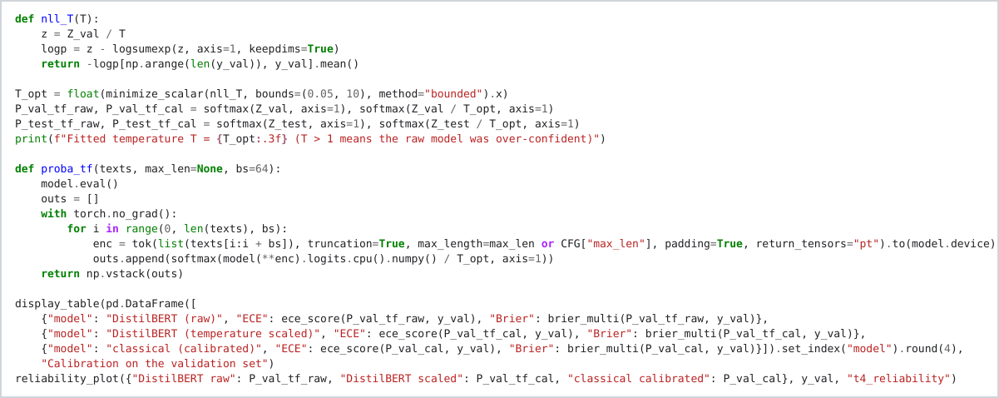 def nll_T(T):
    z = Z_val / T
    logp = z - logsumexp(z, axis=1, keepdims=True)
    return -logp[np.arange(len(y_val)), y_val].mean()

T_opt = float(minimize_scalar(nll_T, bounds=(0.05, 10), method="bounded").x)
P_val_tf_raw, P_val_tf_cal = softmax(Z_val, axis=1), softmax(Z_val / T_opt, axis=1)
P_test_tf_raw, P_test_tf_cal = softmax(Z_test, axis=1), softmax(Z_test / T_opt, axis=1)
print(f"Fitted temperature T = {T_opt:.3f} (T > 1 means the raw model was over-confident)")

def proba_tf(texts, max_len=None, bs=64):
    model.eval()
    outs = []
    with torch.no_grad():
        for i in range(0, len(texts), bs):
            enc = tok(list(texts[i:i + bs]), truncation=True, max_length=max_len or CFG["max_len"], padding=True, return_tensors="pt").to(model.device)
            outs.append(softmax(model(**enc).logits.cpu().numpy() / T_opt, axis=1))
    return np.vstack(outs)

display_table(pd.DataFrame([
    {"model": "DistilBERT (raw)", "ECE": ece_score(P_val_tf_raw, y_val), "Brier": brier_multi(P_val_tf_raw, y_val)},
    {"model": "DistilBERT (temperature scaled)", "ECE": ece_score(P_val_tf_cal, y_val), "Brier": brier_multi(P_val_tf_cal, y_val)},
    {"model": "classical (calibrated)", "ECE": ece_score(P_val_cal, y_val), "Brier": brier_multi(P_val_cal, y_val)}]).set_index("model").round(4),
    "Calibration on the validation set")
reliability_plot({"DistilBERT raw": P_val_tf_raw, "DistilBERT scaled": P_val_tf_cal, "classical calibrated": P_val_cal}, y_val, "t4_reliability")